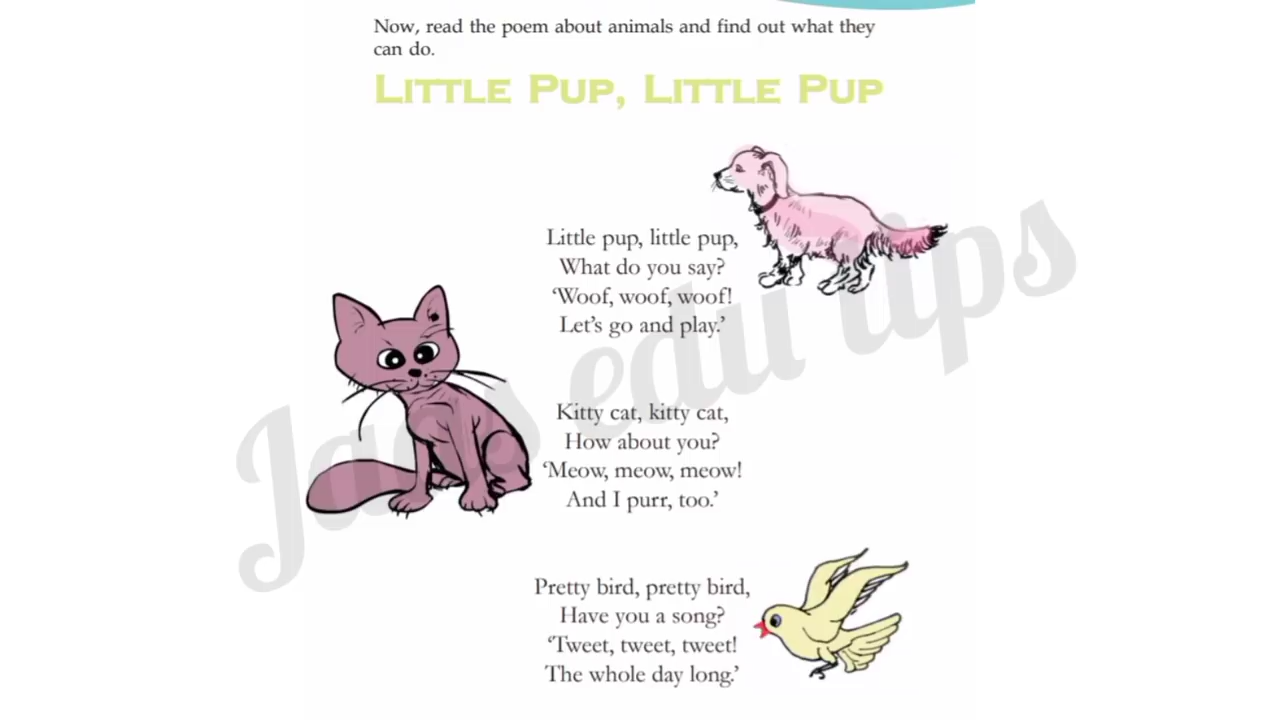 Now, read the poem about animals and find out what they
can do.
LITTLE PUP, LITTLE PUP
Little pup, little pup,
What do you say?
‘Woof, woof, woof!
Let’s go and play.’
Kitty cat, kitty cat,
How about you?
‘Meow, meow, meow!
And I purr, too.’
Pretty bird, pretty bird,
Have you a song?
‘Tweet, tweet, tweet!
The whole day long.’
edu tips